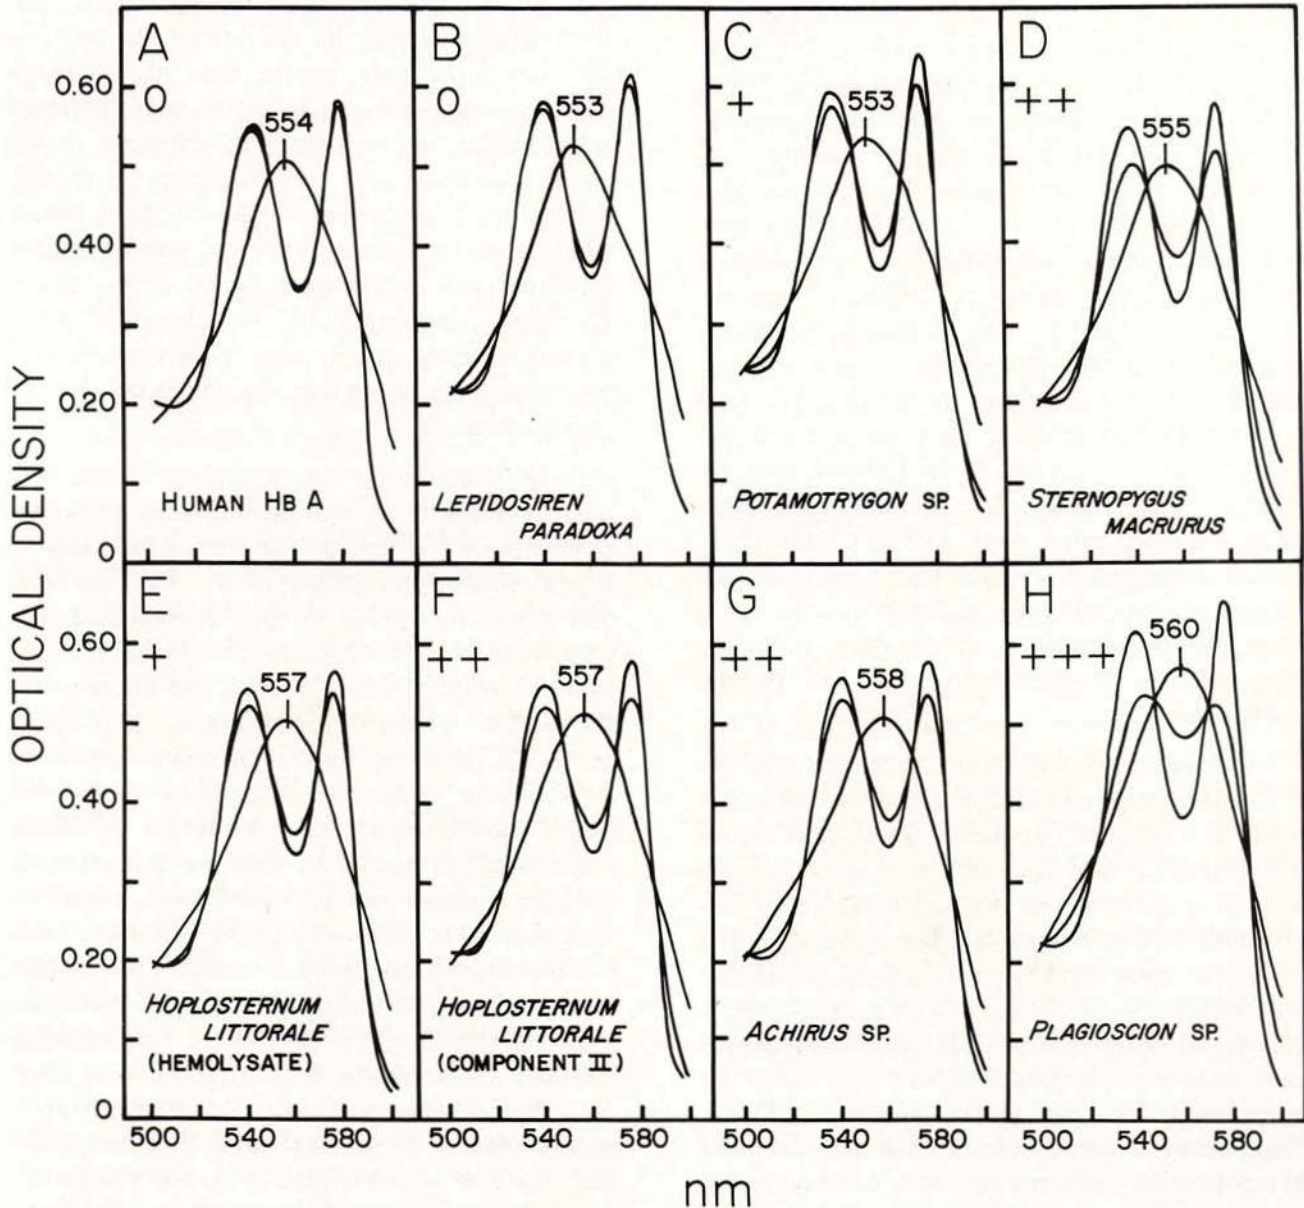 A
B
C
D
0.60
O
O
+
++
554
553
553
555
0.40
0.20
HUMAN HB A
LEPIDOSIREN
PARADOXA
POTAMOTRYGON SP.
STERNOPYGUS
MACRURUS
0
OPTICAL DENSITY
E
F
G
H
0.60
+
++
++
+++
557
557
558
560
0.40
0.20
HOPLOSTERNUM
LITTORALE
(HEMOLYSATE)
HOPLOSTERNUM
LITTORALE
(COMPONENT II)
ACHIRUS SP.
PLAGIOSCION SP.
0
500 540 580
500 540 580
500 540 580
500 540 580
nm